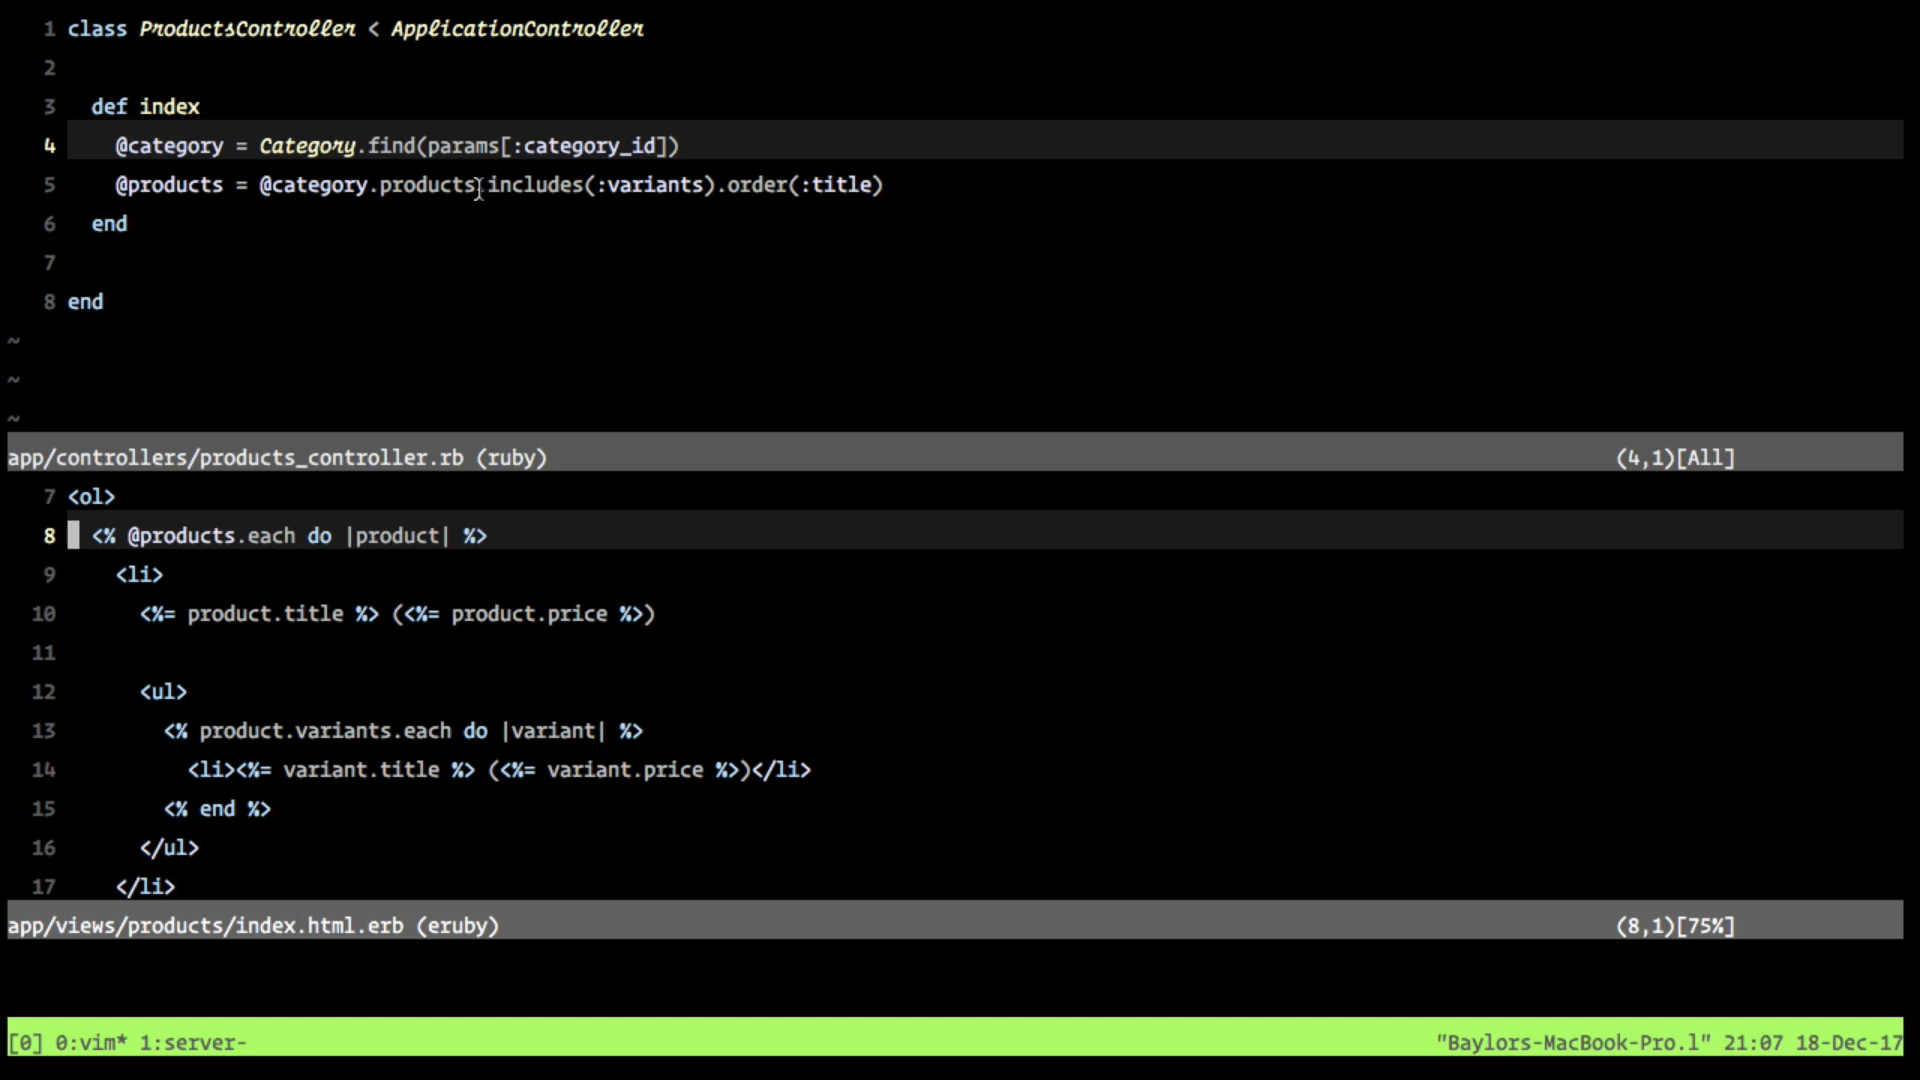 1 class ProductsController < ApplicationController
2
3   def index
4     @category = Category.find(params[:category_id])
5     @products = @category.products.includes(:variants).order(:title)
6   end
7
8 end
~
~
~
app/controllers/products_controller.rb (ruby) (4,1)[All]
7 <ol>
8   <% @products.each do |product| %>
9     <li>
10       <%= product.title %> (<%= product.price %>)
11
12       <ul>
13         <% product.variants.each do |variant| %>
14           <li><%= variant.title %> (<%= variant.price %>)</li>
15         <% end %>
16       </ul>
17     </li>
app/views/products/index.html.erb (eruby) (8,1)[75%]
[0] 0:vim* 1:server- "Baylors-MacBook-Pro.l" 21:07 18-Dec-17